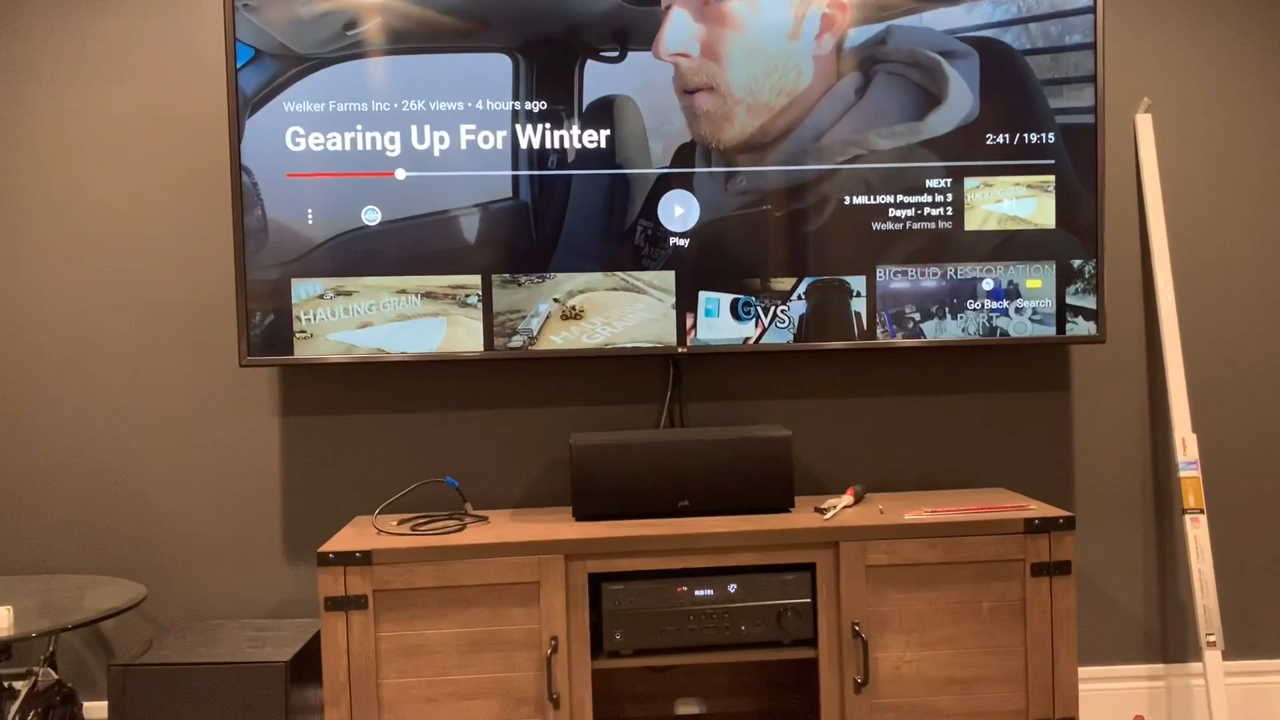 Welker Farms Inc • 26K views • 4 hours ago
Gearing Up For Winter
2:41 / 19:15
NEXT
3 MILLION Pounds in 3
Days! - Part 2
Welker Farms Inc
Play
HAULING GRAIN
HAULING
GRAIN
G VS
BIG BUD RESTORATION
Go Back Search
PART 8
polk
AUDIO1